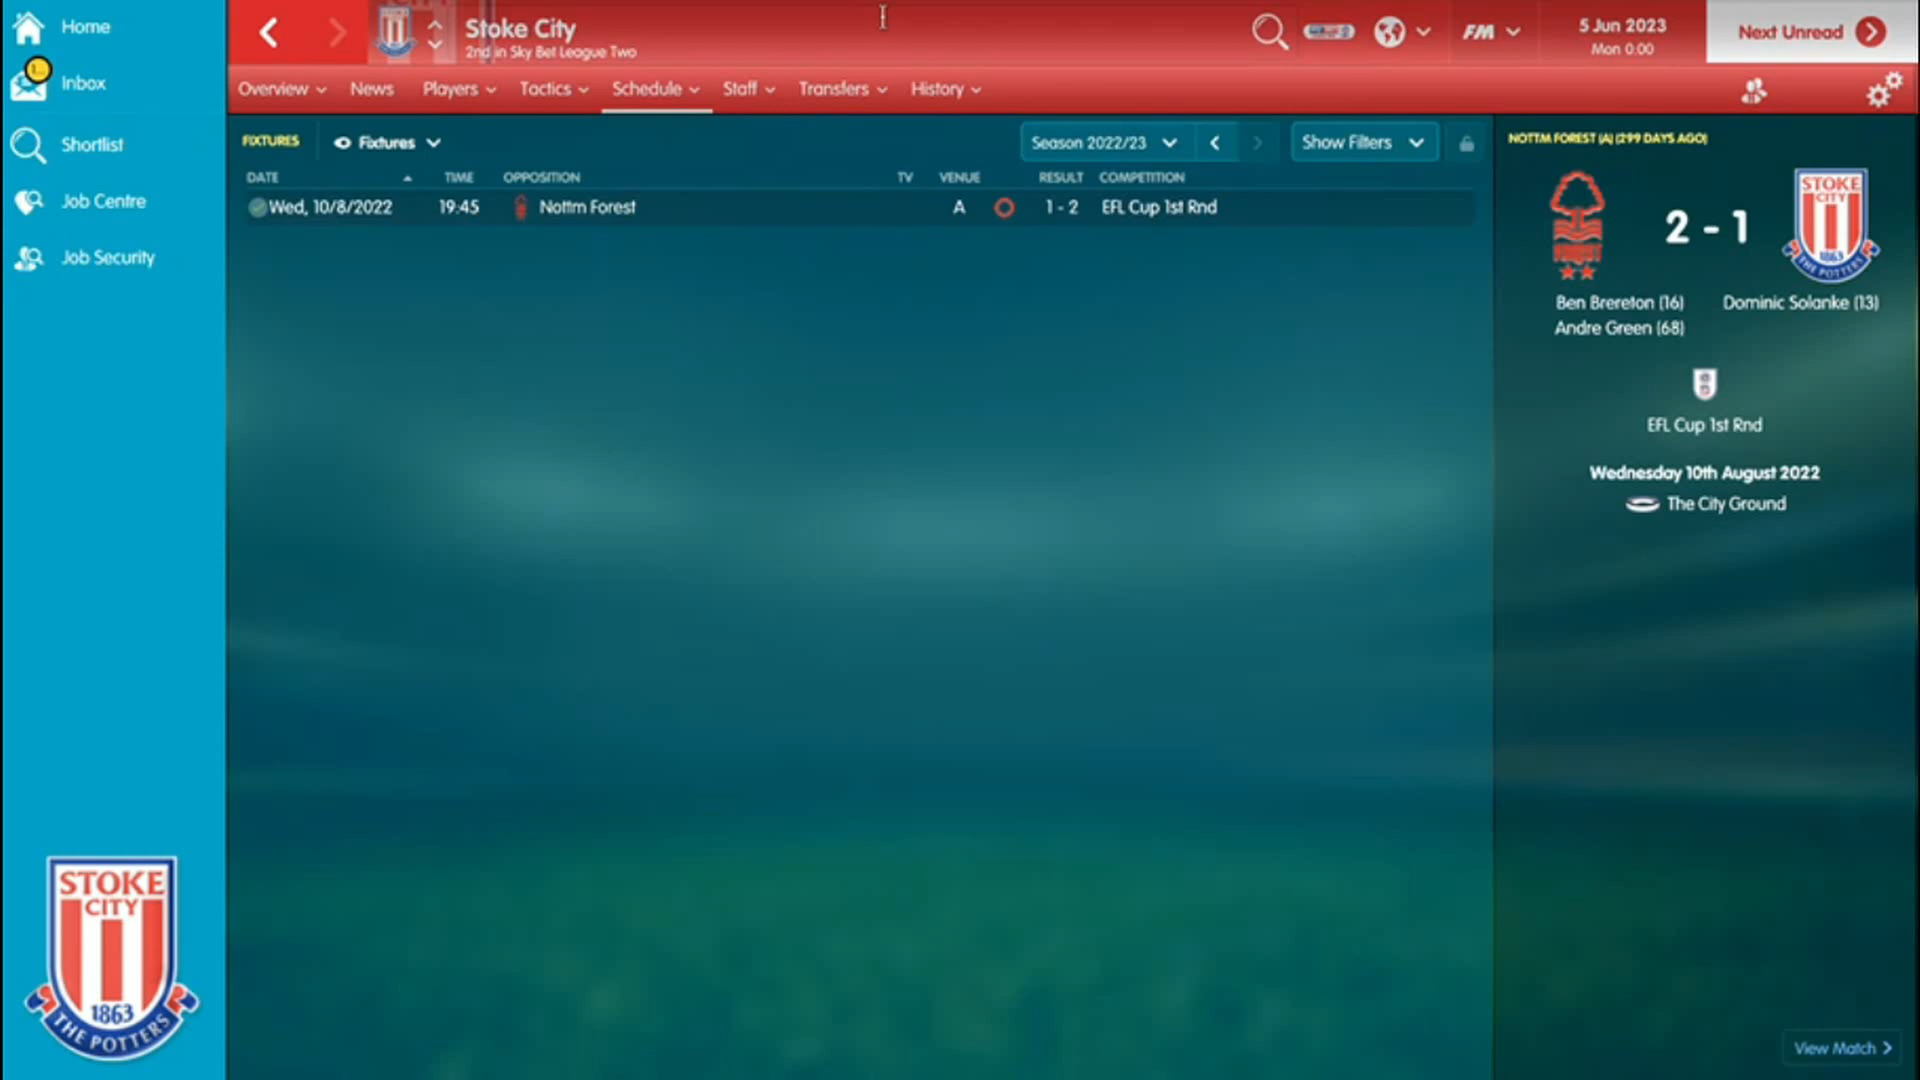 Home
Inbox
Shortlist
Job Centre
Job Security
Stoke City
2nd in Sky Bet League Two
FM
5 Jun 2023
Mon 0:00
Next Unread
Overview News Players Tactics Schedule Staff Transfers History
FIXTURES Fixtures Season 2022/23 Show Filters
DATE TIME OPPOSITION TV VENUE RESULT COMPETITION
Wed, 10/8/2022 19:45 Nottm Forest A 1 - 2 EFL Cup 1st Rnd
NOTTM FOREST (A) (299 DAYS AGO)
FOREST
STOKE
CITY
1863
THE POTTERS
2 - 1
Ben Brereton (16) Dominic Solanke (13)
Andre Green (68)
EFL Cup 1st Rnd
Wednesday 10th August 2022
The City Ground
View Match
STOKE
CITY
1863
THE POTTERS